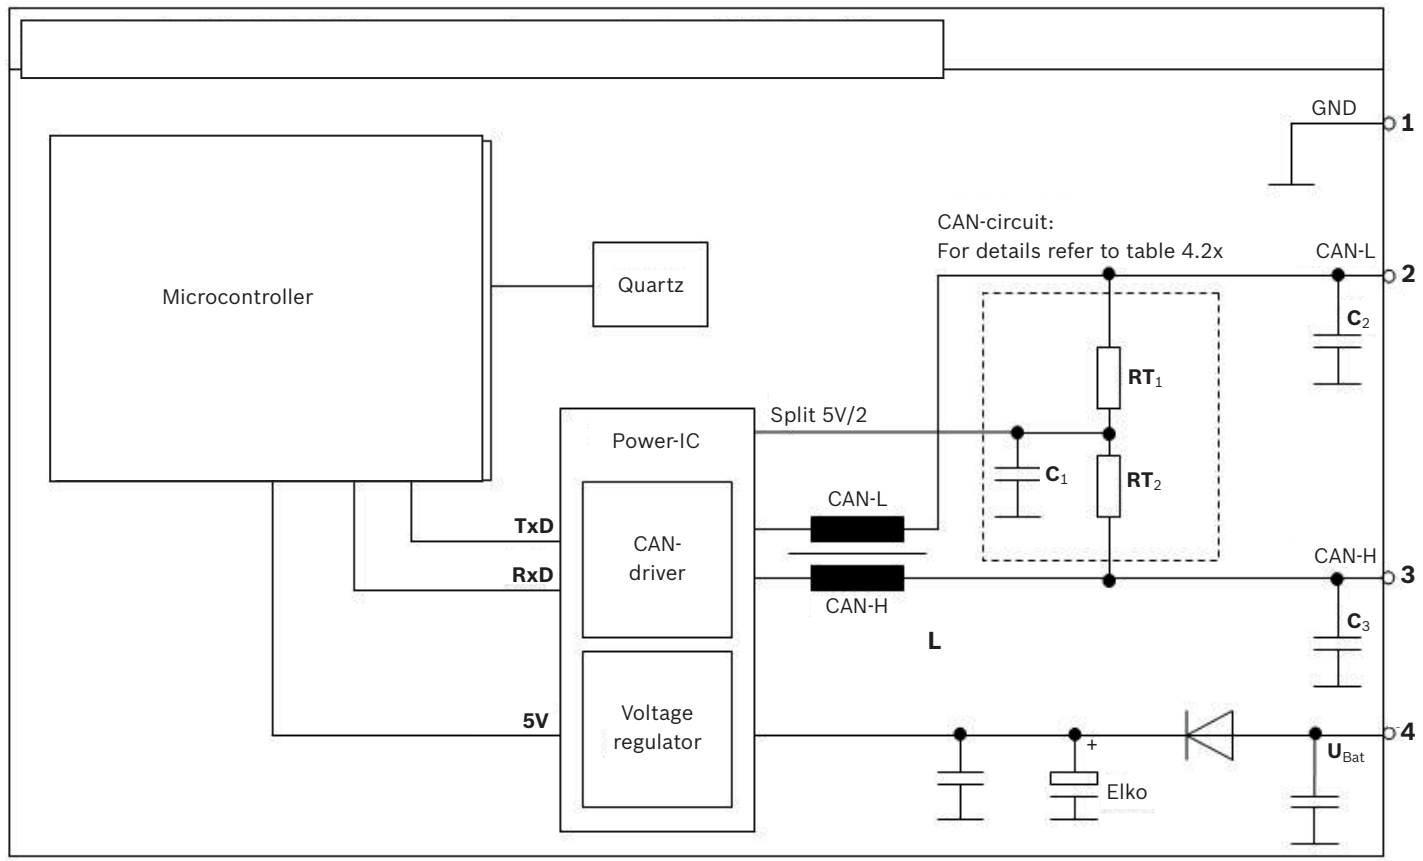 GND
1
CAN-circuit:
For details refer to table 4.2x
CAN-L
2
C2
Microcontroller
Quartz
RT1
Split 5V/2
Power-IC
C1
RT2
CAN-L
TxD
CAN-
driver
RxD
CAN-H
3
CAN-H
C3
L
5V
Voltage
regulator
4
+
UBat
Elko